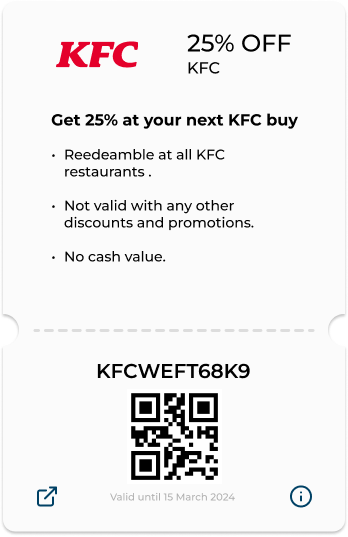 KFC
25% OFF
KFC
Get 25% at your next KFC buy
• Reedeamble at all KFC
restaurants .
• Not valid with any other
discounts and promotions.
• No cash value.
KFCWEFT68K9
Valid until 15 March 2024